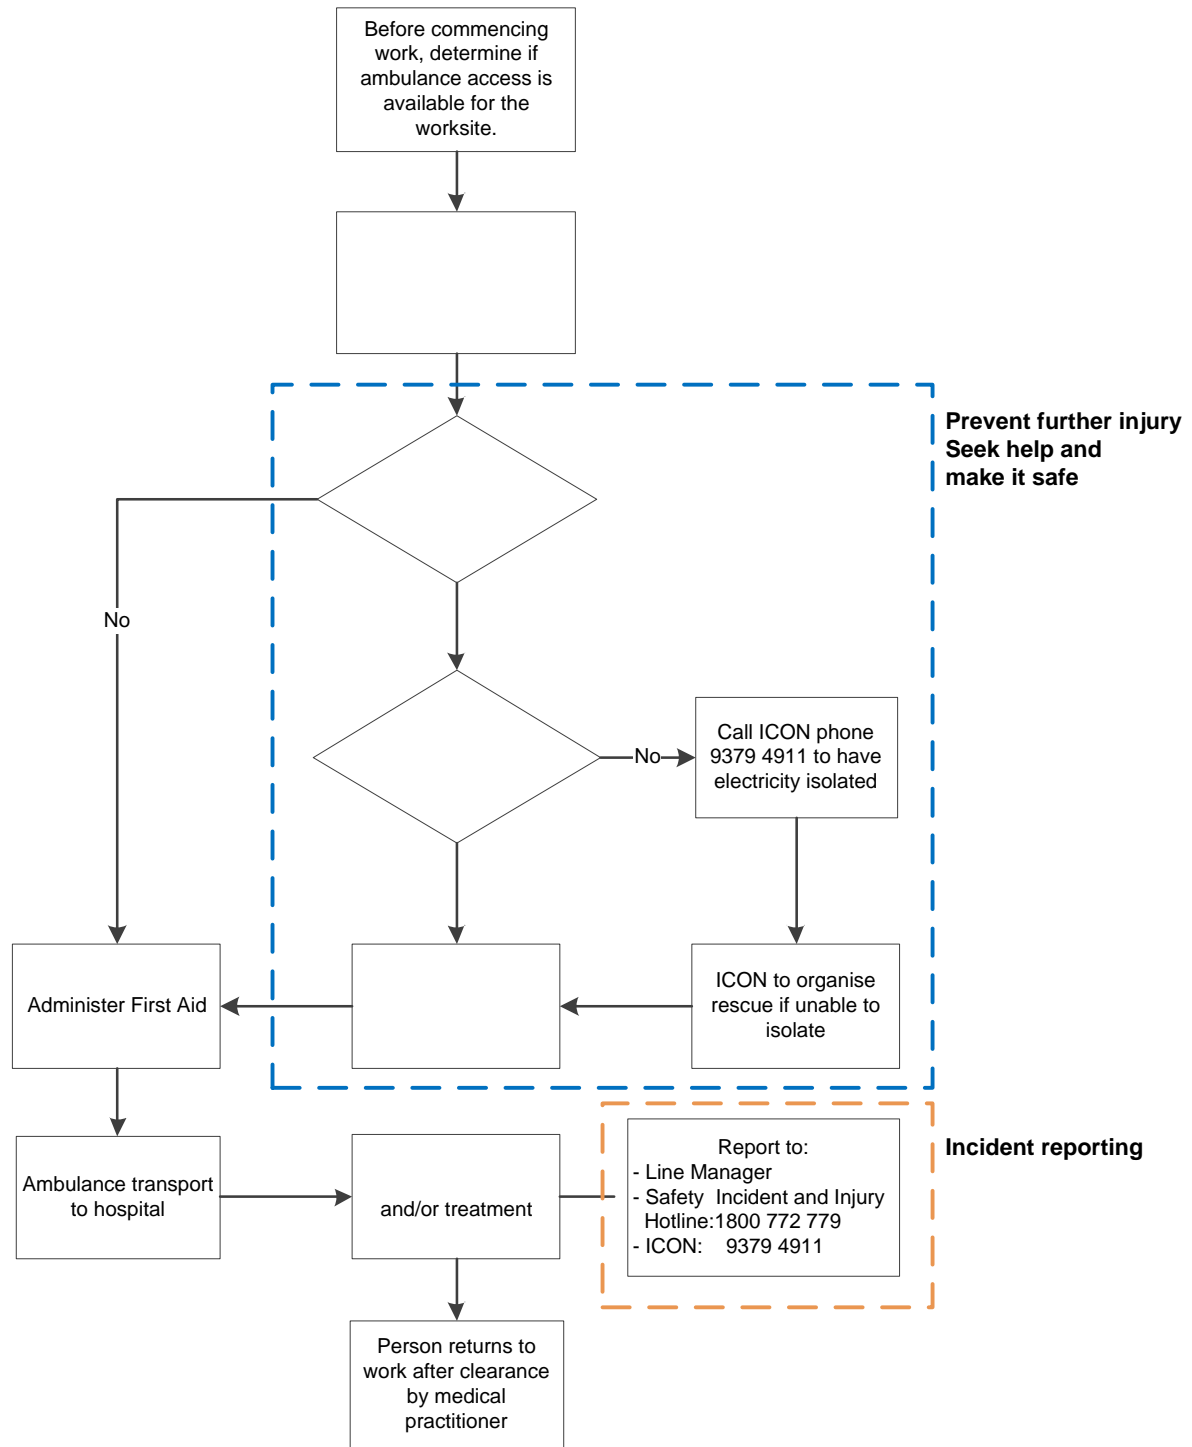 Before commencing
work, determine if
ambulance access is
available for the
worksite.
Prevent further injury
Seek help and
make it safe
No
No
Call ICON phone
9379 4911 to have
electricity isolated
Administer First Aid
ICON to organise
rescue if unable to
isolate
Ambulance transport
to hospital
and/or treatment
Report to:
- Line Manager
- Safety Incident and Injury
Hotline:1800 772 779
- ICON: 9379 4911
Incident reporting
Person returns to
work after clearance
by medical
practitioner